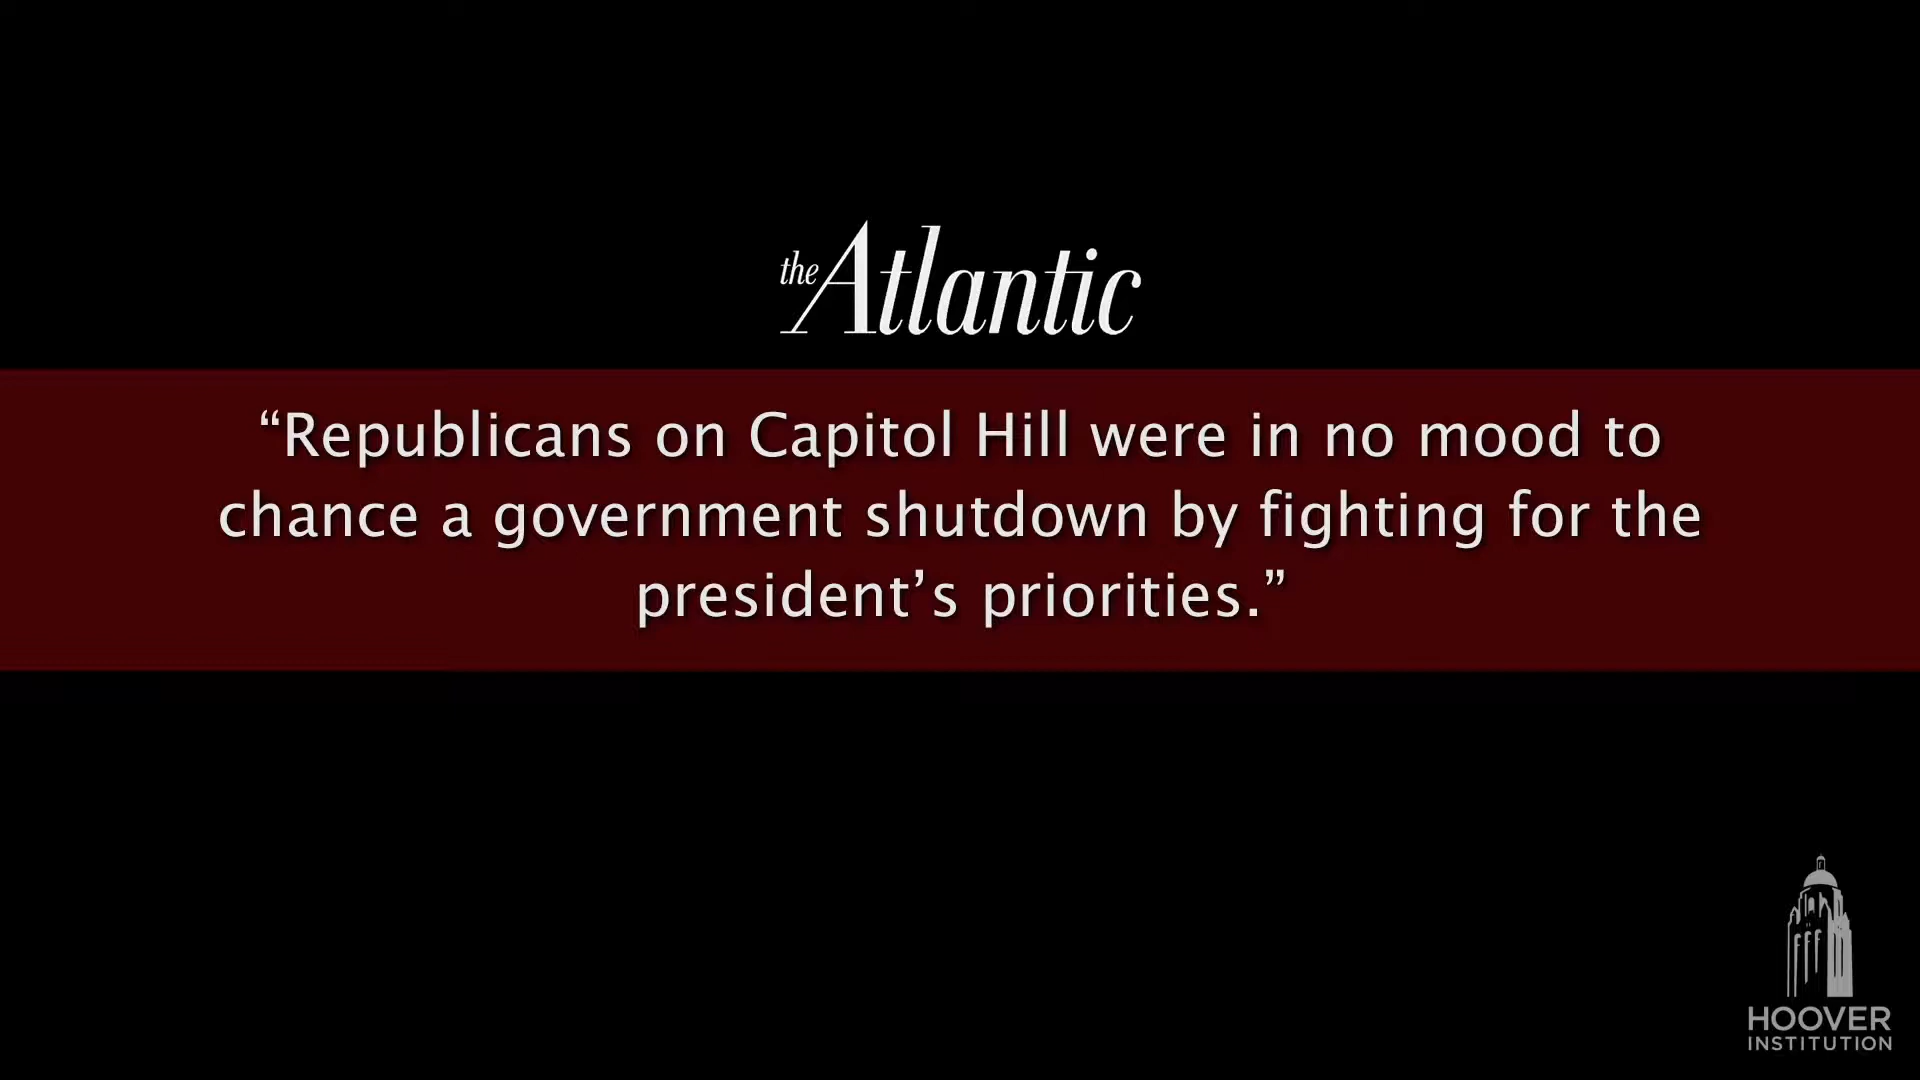 the Atlantic
“Republicans on Capitol Hill were in no mood to
chance a government shutdown by fighting for the
president’s priorities.”
HOOVER
INSTITUTION